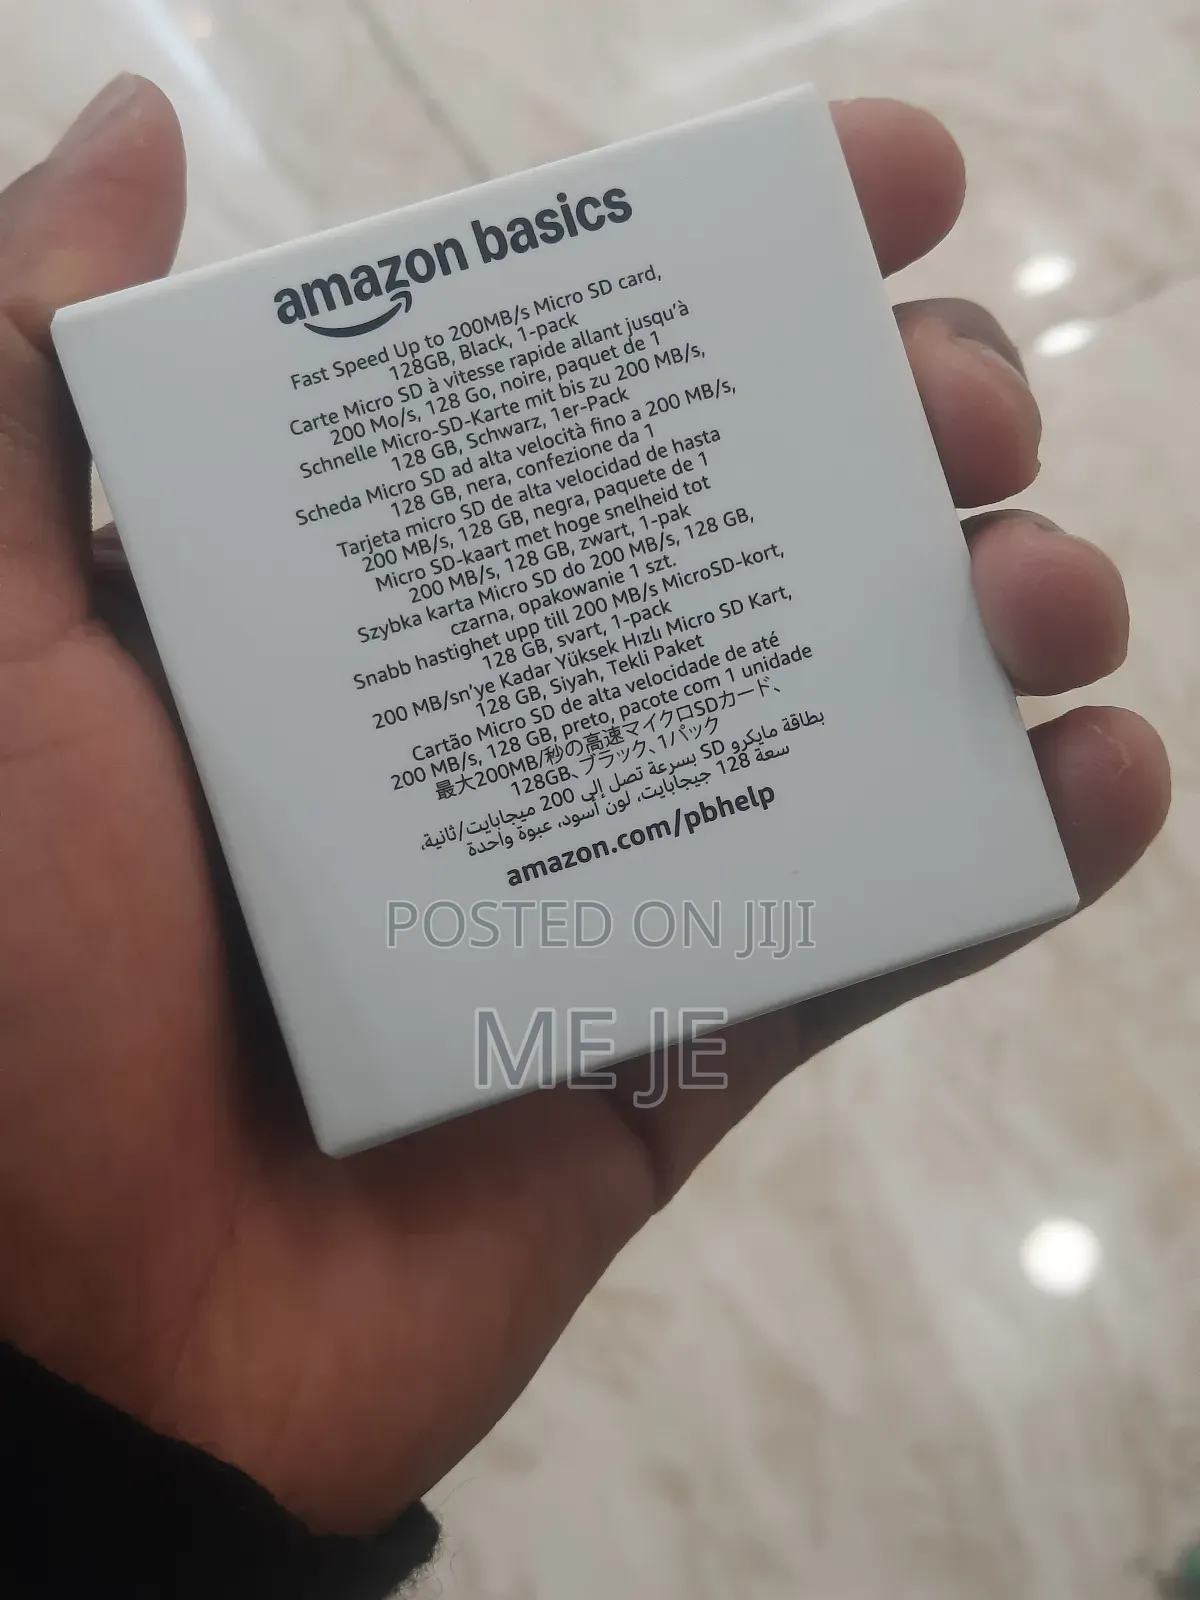 amazon basics
Fast Speed Up to 200MB/s Micro SD card,
128GB, Black, 1-pack
Carte Micro SD à vitesse rapide allant jusqu'à
200 Mo/s, 128 Go, noire, paquet de 1
Schnelle Micro-SD-Karte mit bis zu 200 MB/s,
128 GB, Schwarz, 1er-Pack
Scheda Micro SD ad alta velocità fino a 200 MB/s,
128 GB, nera, confezione da 1
Tarjeta micro SD de alta velocidad de hasta
200 MB/s, 128 GB, negra, paquete de 1
Micro SD-kaart met hoge snelheid tot
200 MB/s, 128 GB, zwart, 1-pak
Szybka karta Micro SD do 200 MB/s, 128 GB,
czarna, opakowanie 1 szt.
Snabb hastighet upp till 200 MB/s MicroSD-kort,
128 GB, svart, 1-pack
200 MB/sn'ye Kadar Yüksek Hızlı Micro SD Kart,
128 GB, Siyah, Tekli Paket
Cartão Micro SD de alta velocidade de até
200 MB/s, 128 GB, preto, pacote com 1 unidade
最大200MB/秒の高速マイクロSDカード、
128GB、ブラック、1パック
بطاقة مايكرو SD بسرعة تصل إلى 200 ميجابايت/ثانية،
سعة 128 جيجابايت، لون أسود، عبوة واحدة
amazon.com/pbhelp
POSTED ON JIJI
ME JE